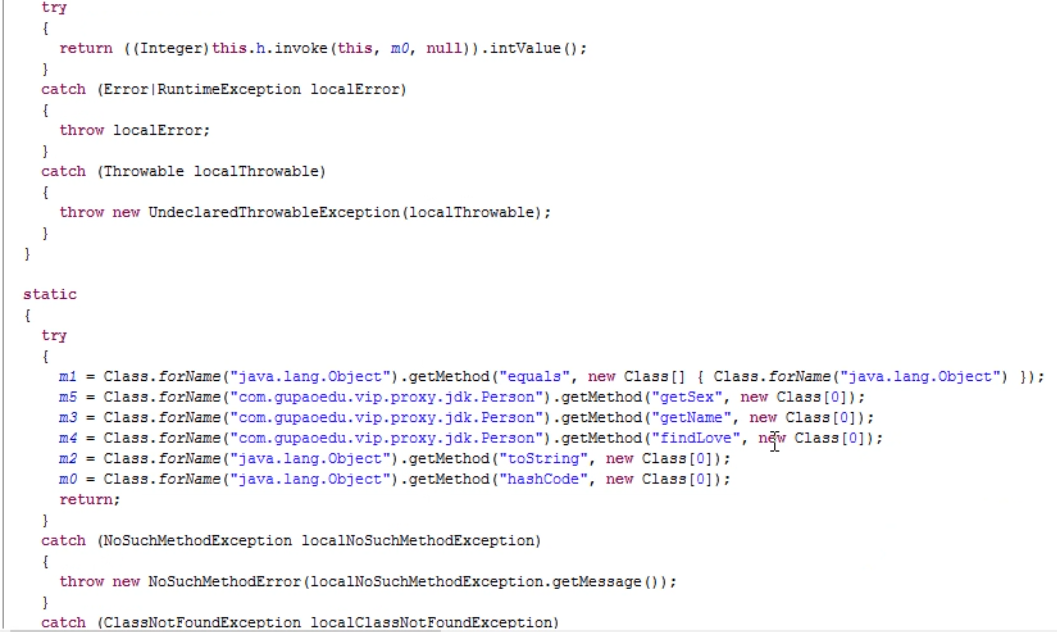 try
{
return ((Integer)this.h.invoke(this, m0, null)).intValue();
}
catch (Error|RuntimeException localError)
{
throw localError;
}
catch (Throwable localThrowable)
{
throw new UndeclaredThrowableException(localThrowable);
}
}
static
{
try
{
m1 = Class.forName("java.lang.Object").getMethod("equals", new Class[] { Class.forName("java.lang.Object") });
m5 = Class.forName("com.gupaoedu.vip.proxy.jdk.Person").getMethod("getSex", new Class[0]);
m3 = Class.forName("com.gupaoedu.vip.proxy.jdk.Person").getMethod("getName", new Class[0]);
m4 = Class.forName("com.gupaoedu.vip.proxy.jdk.Person").getMethod("findLove", new Class[0]);
m2 = Class.forName("java.lang.Object").getMethod("toString", new Class[0]);
m0 = Class.forName("java.lang.Object").getMethod("hashCode", new Class[0]);
return;
}
catch (NoSuchMethodException localNoSuchMethodException)
{
throw new NoSuchMethodError(localNoSuchMethodException.getMessage());
}
catch (ClassNotFoundException localClassNotFoundException)